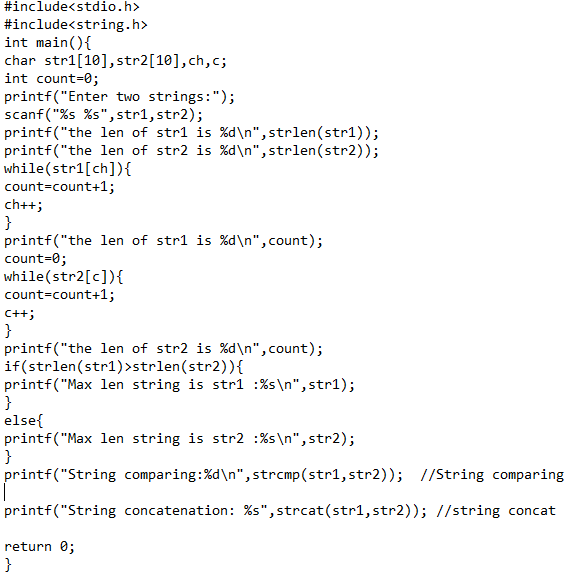 #include<stdio.h>
#include<string.h>
int main(){
char str1[10],str2[10],ch,c;
int count=0;
printf("Enter two strings:");
scanf("%s %s",str1,str2);
printf("the len of str1 is %d\n",strlen(str1));
printf("the len of str2 is %d\n",strlen(str2));
while(str1[ch]){
count=count+1;
ch++;
}
printf("the len of str1 is %d\n",count);
count=0;
while(str2[c]){
count=count+1;
c++;
}
printf("the len of str2 is %d\n",count);
if(strlen(str1)>strlen(str2)){
printf("Max len string is str1 :%s\n",str1);
}
else{
printf("Max len string is str2 :%s\n",str2);
}
printf("String comparing:%d\n",strcmp(str1,str2));  //String comparing
printf("String concatenation: %s",strcat(str1,str2)); //string concat
return 0;
}